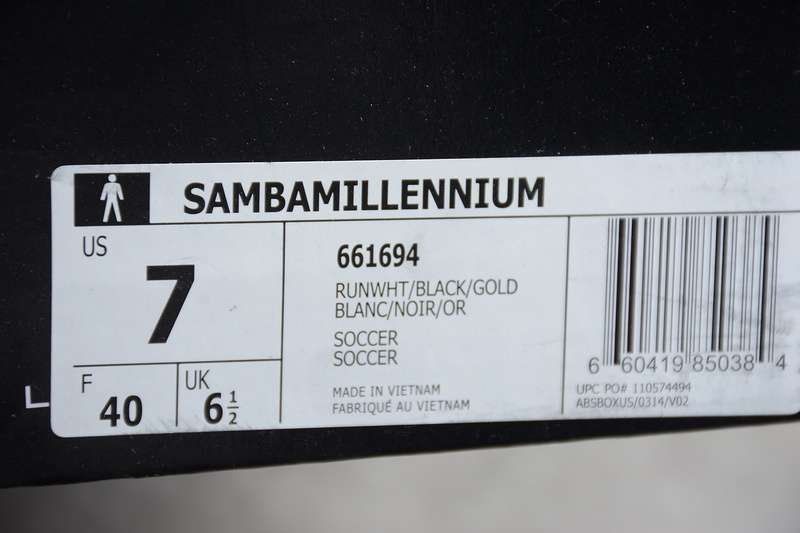 SAMBAMILLENNIUM
US
7
F
40
UK
6 1/2
661694
RUNWHT/BLACK/GOLD
BLANC/NOIR/OR
SOCCER
SOCCER
MADE IN VIETNAM
FABRIQUÉ AU VIETNAM
6 60419 85038 4
UPC PO# 110574494
ABSBOXUS/0314/V02